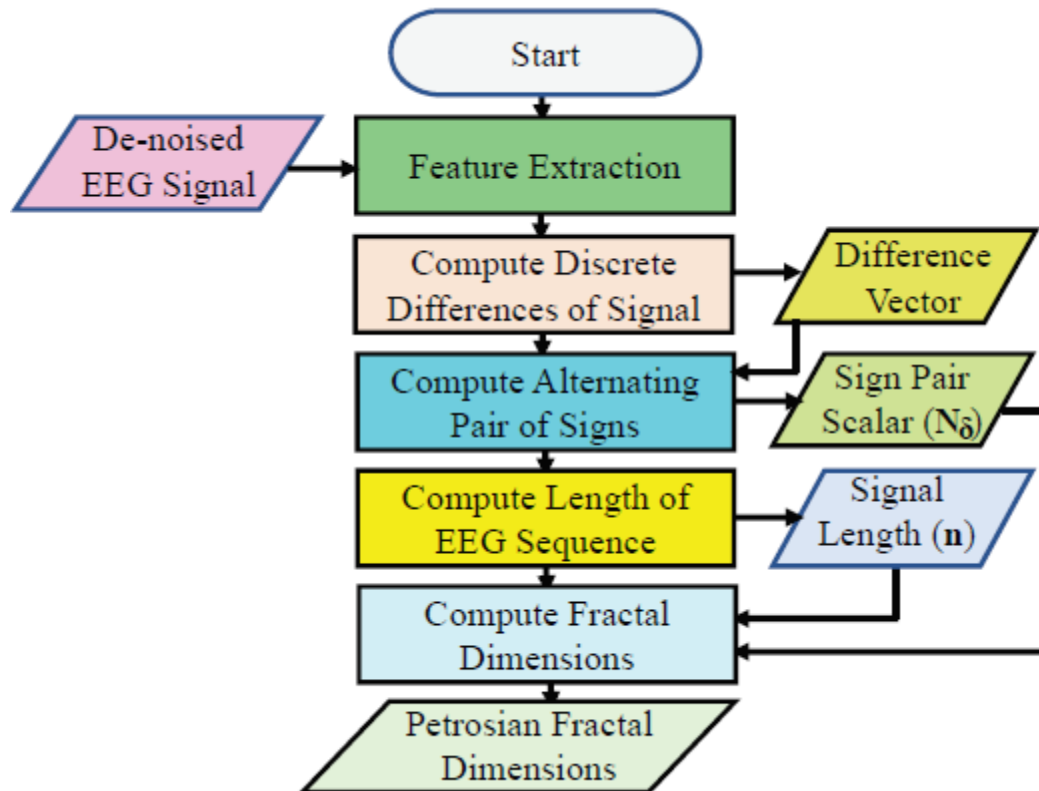 Start
De-noised
EEG Signal
Feature Extraction
Compute Discrete
Differences of Signal
Difference
Vector
Compute Alternating
Pair of Signs
Sign Pair
Scalar (Nδ)
Compute Length of
EEG Sequence
Signal
Length (n)
Compute Fractal
Dimensions
Petrosian Fractal
Dimensions